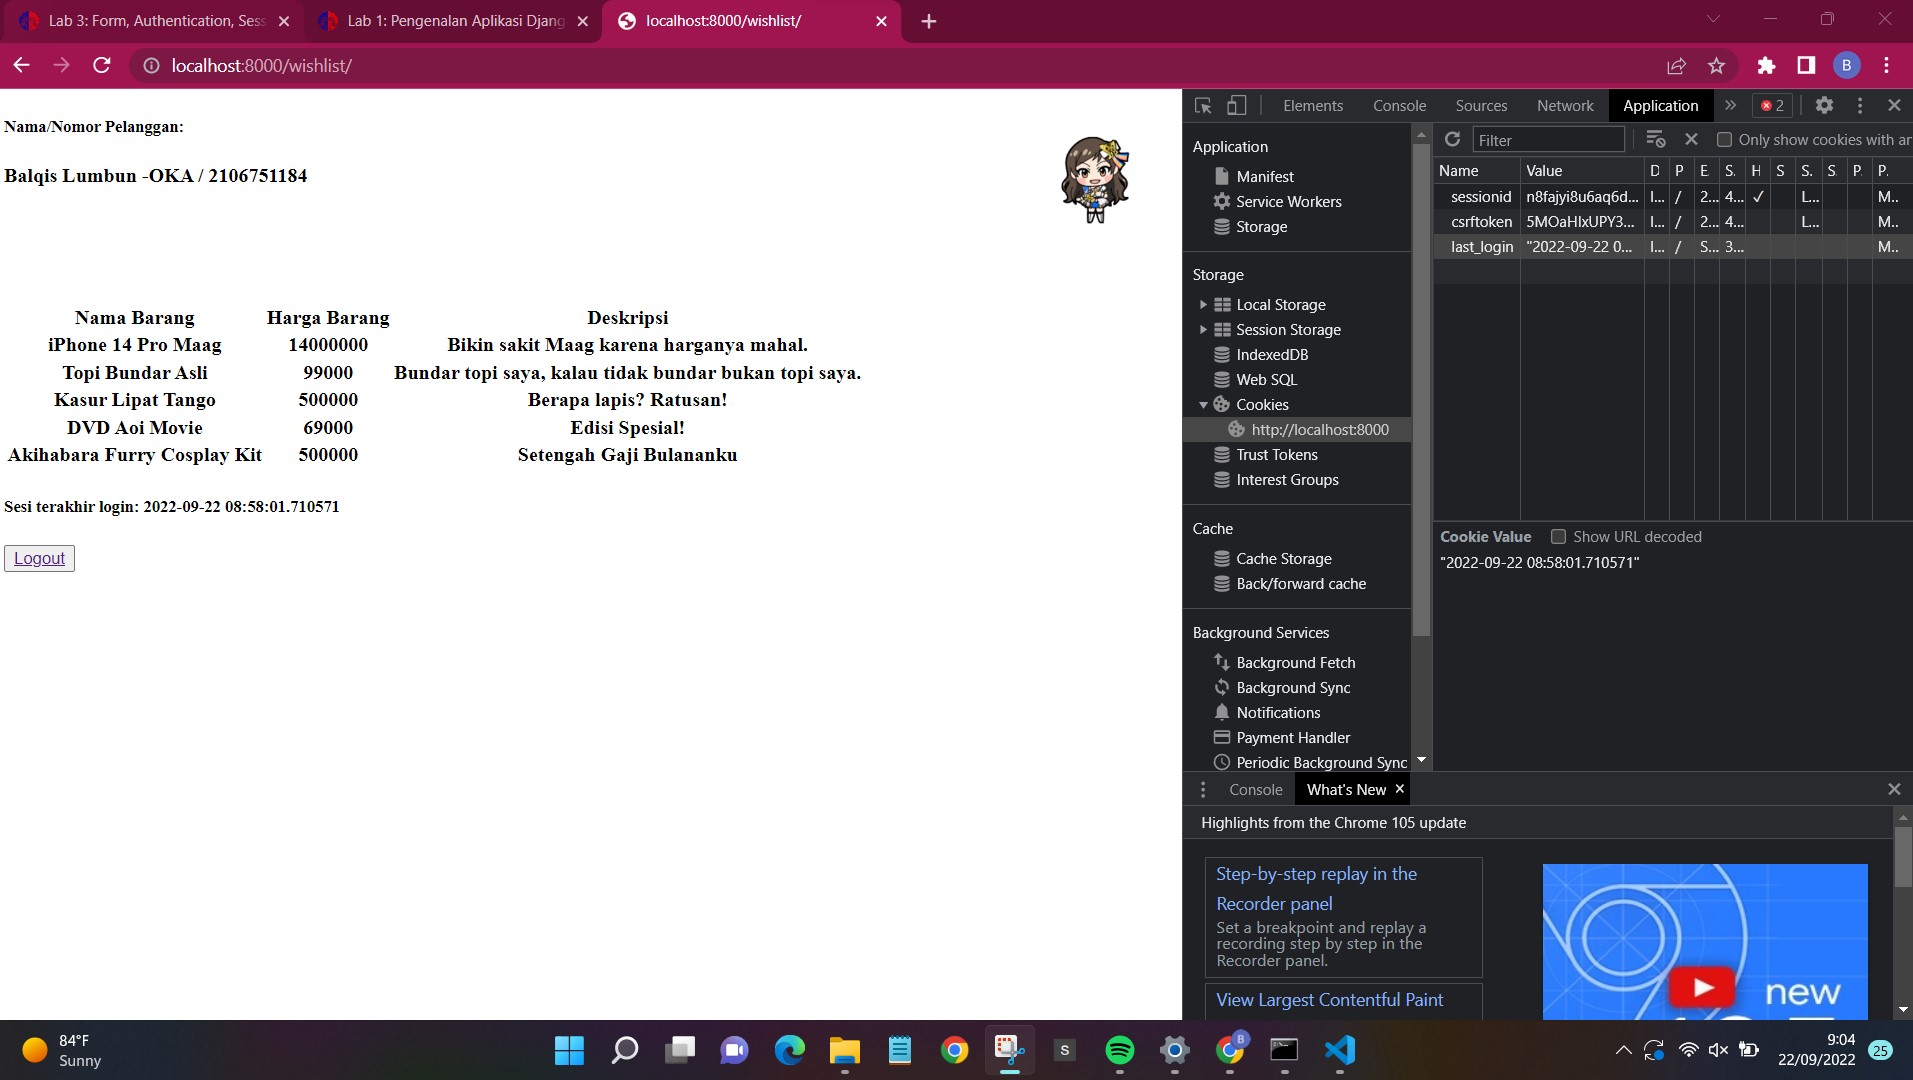 Lab 3: Form, Authentication, Sess
Lab 1: Pengenalan Aplikasi Djang
localhost:8000/wishlist/
localhost:8000/wishlist/
B
Nama/Nomor Pelanggan:
Balqis Lumbun -OKA / 2106751184
Nama Barang Harga Barang Deskripsi
iPhone 14 Pro Maag 14000000 Bikin sakit Maag karena harganya mahal.
Topi Bundar Asli 99000 Bundar topi saya, kalau tidak bundar bukan topi saya.
Kasur Lipat Tango 500000 Berapa lapis? Ratusan!
DVD Aoi Movie 69000 Edisi Spesial!
Akihabara Furry Cosplay Kit 500000 Setengah Gaji Bulananku
Sesi terakhir login: 2022-09-22 08:58:01.710571
Logout
Elements Console Sources Network Application 2
Application
Manifest
Service Workers
Storage
Storage
Local Storage
Session Storage
IndexedDB
Web SQL
Cookies
http://localhost:8000
Trust Tokens
Interest Groups
Cache
Cache Storage
Back/forward cache
Background Services
Background Fetch
Background Sync
Notifications
Payment Handler
Periodic Background Sync
Filter Only show cookies with an
Name Value D P E S. H S S. S. P. P.
sessionid n8fajyi8u6aq6d... l... / 2... 4... ✓ L... M..
csrftoken 5MOaHlxUPY3... l... / 2... 4... L... M..
last_login "2022-09-22 0... l... / S... 3... M..
Cookie Value Show URL decoded
"2022-09-22 08:58:01.710571"
Console What's New
Highlights from the Chrome 105 update
Step-by-step replay in the
Recorder panel
Set a breakpoint and replay a
recording step by step in the
Recorder panel.
View Largest Contentful Paint
new
84°F
Sunny
S
B
9:04
22/09/2022
25